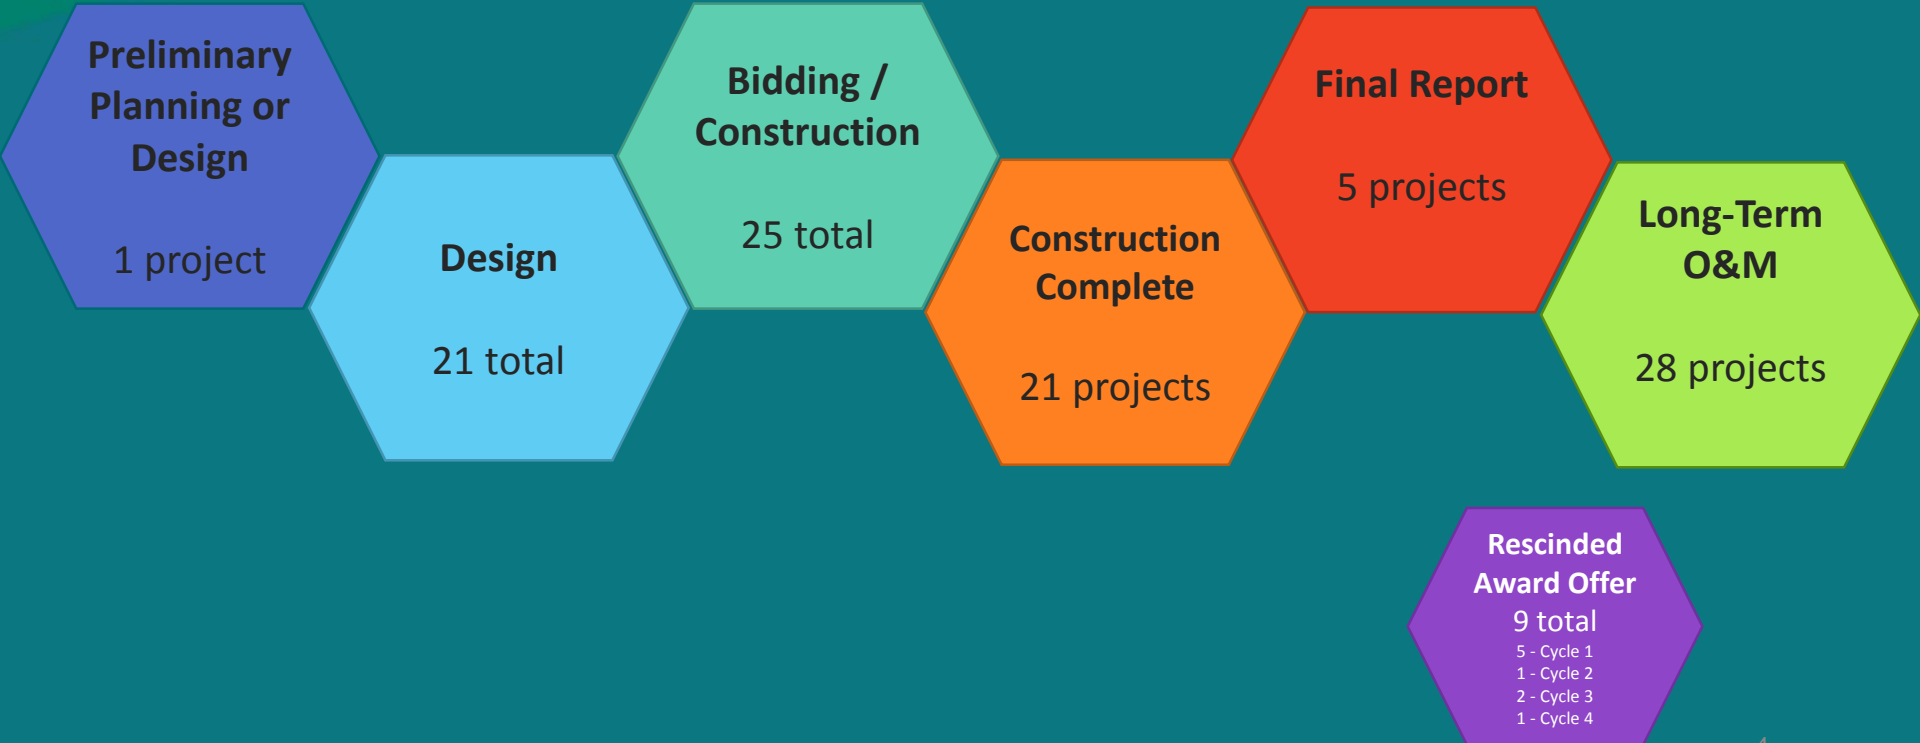 Preliminary
Planning or
Design
1 project
Design
21 total
Bidding /
Construction
25 total
Construction
Complete
21 projects
Final Report
5 projects
Long-Term
O&M
28 projects
Rescinded
Award Offer
9 total
5 - Cycle 1
1 - Cycle 2
2 - Cycle 3
1 - Cycle 4